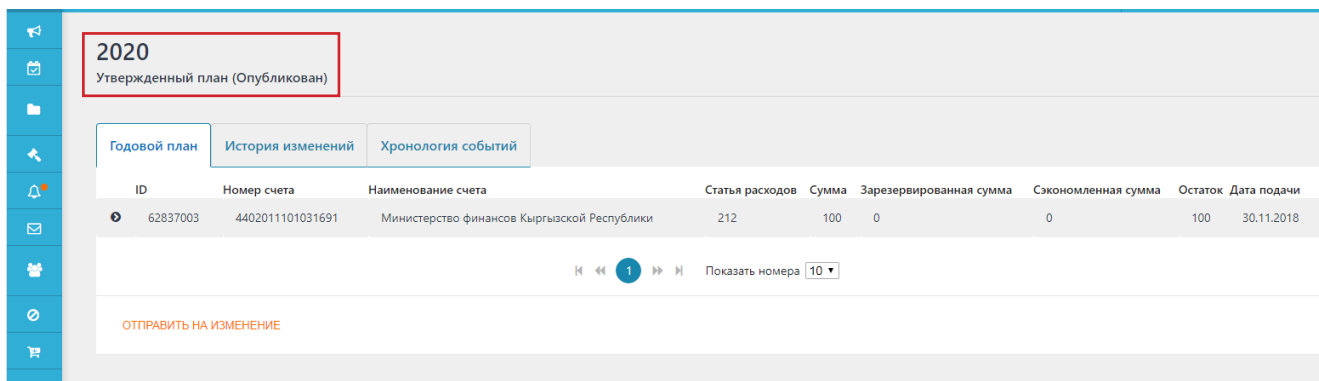 2020
Утвержденный план (Опубликован)
Годовой план История изменений Хронология событий
ID Номер счета Наименование счета Статья расходов Сумма Зарезервированная сумма Сэкономленная сумма Остаток Дата подачи
62837003 4402011101031691 Министерство финансов Кыргызской Республики 212 100 0 0 100 30.11.2018
1 Показать номера 10
ОТПРАВИТЬ НА ИЗМЕНЕНИЕ